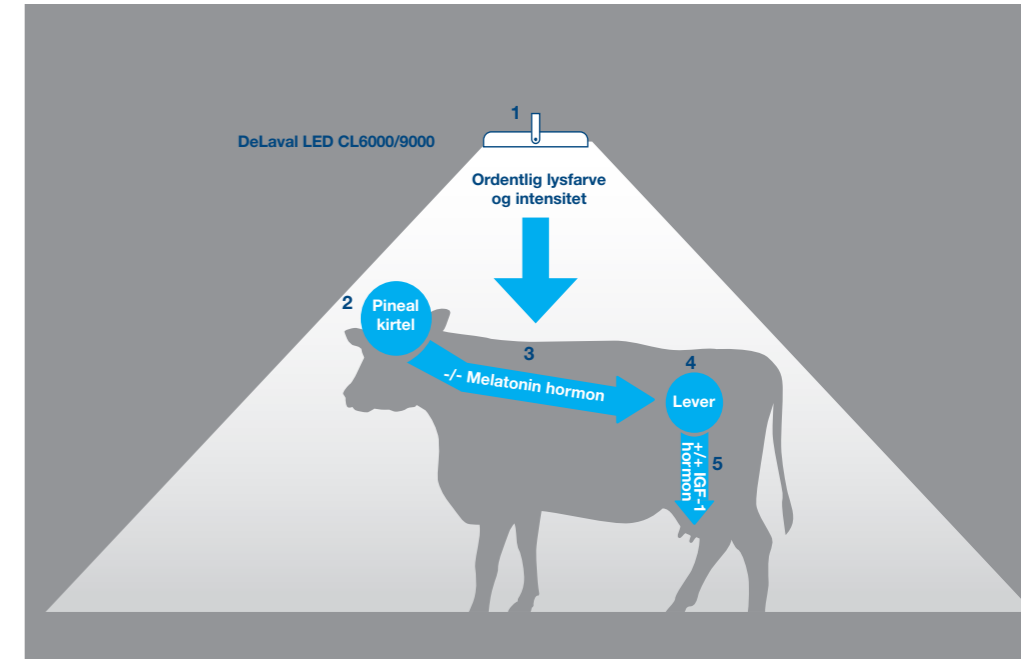 1
DeLaval LED CL6000/9000
Ordentlig lysfarve
og intensitet
2
Pineal
kirtel
3
-/- Melatonin hormon
4
Lever
+/+ IGF-1
hormon
5